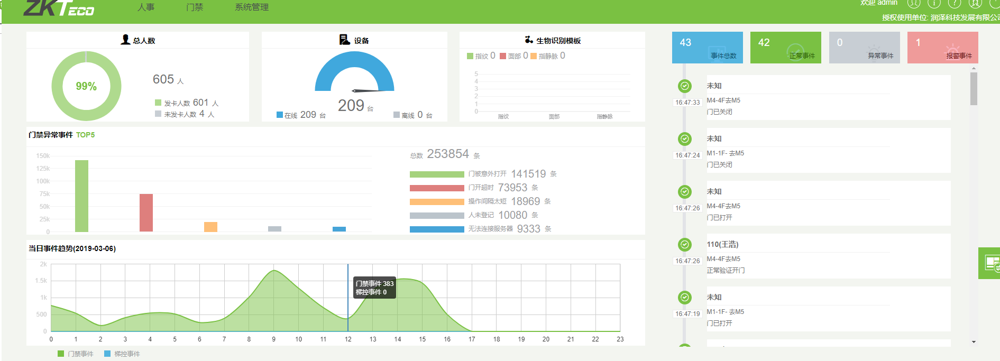 ZKTeco
人事 门禁 系统管理
欢迎 admin
授权使用单位: 润泽科技发展有限公司
总人数
99%
605 人
发卡人数 601 人
未发卡人数 4 人
设备
209 台
在线 209 台
离线 0 台
生物识别模板
指纹 0 面部 0 指静脉 0
5
4
3
2
1
0
指纹 面部 指静脉
43
事件总数
42
正常事件
0
异常事件
1
报警事件
门禁异常事件 TOP5
150k
125k
100k
75k
50k
25k
0
总数 253854 条
门被意外打开 141519 条
门开超时 73953 条
操作间隔太短 18969 条
人未登记 10080 条
无法连接服务器 9333 条
当日事件趋势(2019-03-06)
2k
1.5k
1k
500
0
门禁事件 383
梯控事件 0
0 1 2 3 4 5 6 7 8 9 10 11 12 13 14 15 16 17 18 19 20 21 22 23
门禁事件 梯控事件
未知
16:47:33
M4-4F去M5
门已关闭
未知
16:47:24
M1-1F- 去M5
门已关闭
未知
16:47:26
M4-4F去M5
门已打开
110(王浩)
16:47:26
M4-4F去M5
正常验证开门
未知
16:47:19
M1-1F- 去M5
门已打开